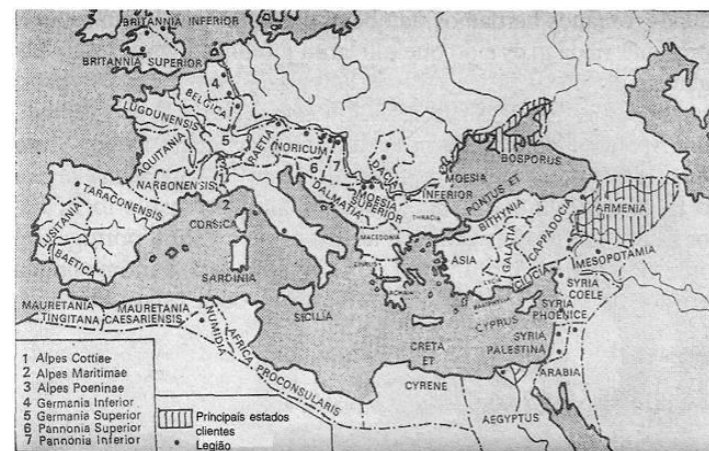 BRITANNIA INFERIOR
BRITANNIA SUPERIOR
4
BELGICA
LUGDUNENSIS
5
RAETIA
NORICUM
6
AQUITANIA
NARBONENSIS
2
DACIA
MOESIA
INFERIOR
MOESIA
SUPERIOR
DALMATIA
THRACIA
MACEDONIA
BOSPORUS
PONTUS ET
BITHYNIA
GALATIA
CAPPADOCIA
ARMENIA
MESOPOTAMIA
ASIA
CILICIA
SYRIA
COELE
SYRIA
PHOENICE
CYPRUS
SYRIA
PALESTINA
ARABIA
TARACONENSIS
LUSITANIA
BAETICA
CORSICA
SARDINIA
SICILIA
MAURETANIA
TINGITANA
MAURETANIA
CAESARIENSIS
NUMIDIA
AFRICA
PROCONSULARIS
CRETA
ET
CYRENE
AEGYPTUS
1 Alpes Cottiae
2 Alpes Maritimae
3 Alpes Poeninae
4 Germania Inferior
5 Germania Superior
6 Pannonia Superior
7 Pannonia Inferior
Principais estados
clientes
Legião